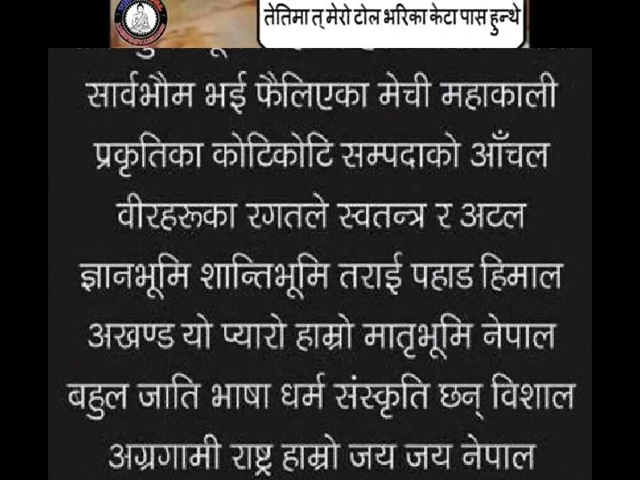 तेतिमा त् मेरो टोल भरिका केटा पास हुन्थे
सार्वभौम भई फैलिएका मेची महाकाली
प्रकृतिका कोटिकोटि सम्पदाको आँचल
वीरहरूका रगतले स्वतन्त्र र अटल
ज्ञानभूमि शान्तिभूमि तराई पहाड हिमाल
अखण्ड यो प्यारो हाम्रो मातृभूमि नेपाल
बहुल जाति भाषा धर्म संस्कृति छन् विशाल
अग्रगामी राष्ट्र हाम्रो जय जय नेपाल